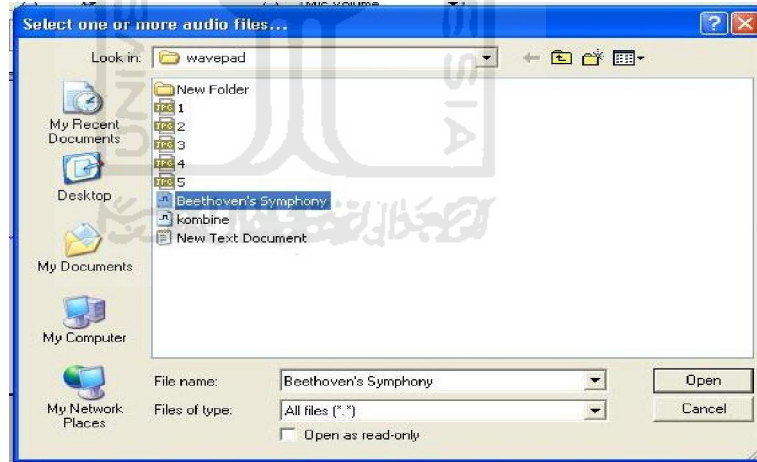 Mic Volume
Select one or more audio files...
Look in:
wavepad
My Recent
Documents
Desktop
My Documents
My Computer
My Network
Places
New Folder
1
2
3
4
5
Beethoven's Symphony
kombine
New Text Document
File name:
Beethoven's Symphony
Open
Files of type:
All files (*.*)
Cancel
Open as read-only